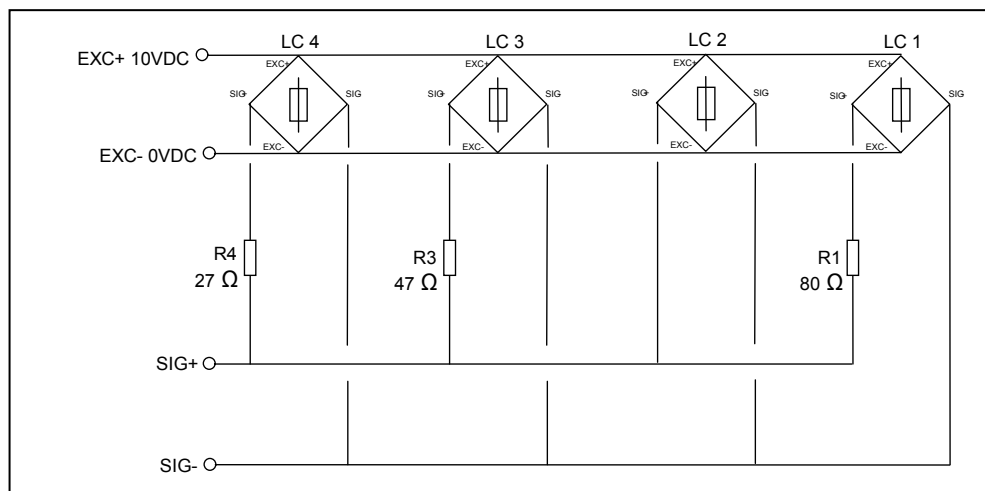 LC 4
LC 3
LC 2
LC 1
EXC+ 10VDC
EXC+
EXC+
EXC+
EXC+
SIG+
SIG
SIG+
SIG
SIG+
SIG
SIG+
SIG
EXC-
EXC-
EXC-
EXC-
EXC- 0VDC
R4
27 Ω
R3
47 Ω
R1
80 Ω
SIG+
SIG-